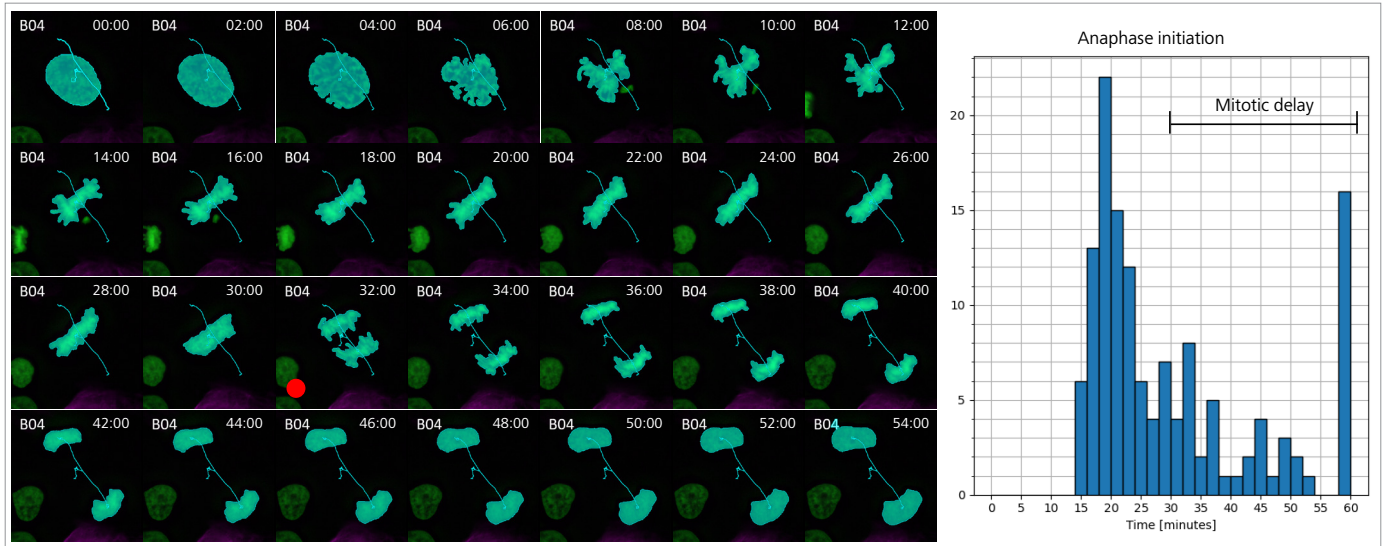 B04 00:00 B04 02:00 B04 04:00 B04 06:00 B04 08:00 B04 10:00 B04 12:00
B04 14:00 B04 16:00 B04 18:00 B04 20:00 B04 22:00 B04 24:00 B04 26:00
B04 28:00 B04 30:00 B04 32:00 B04 34:00 B04 36:00 B04 38:00 B04 40:00
B04 42:00 B04 44:00 B04 46:00 B04 48:00 B04 50:00 B04 52:00 B04 54:00
Anaphase initiation
Mitotic delay
20
15
10
5
0
0 5 10 15 20 25 30 35 40 45 50 55 60
Time [minutes]